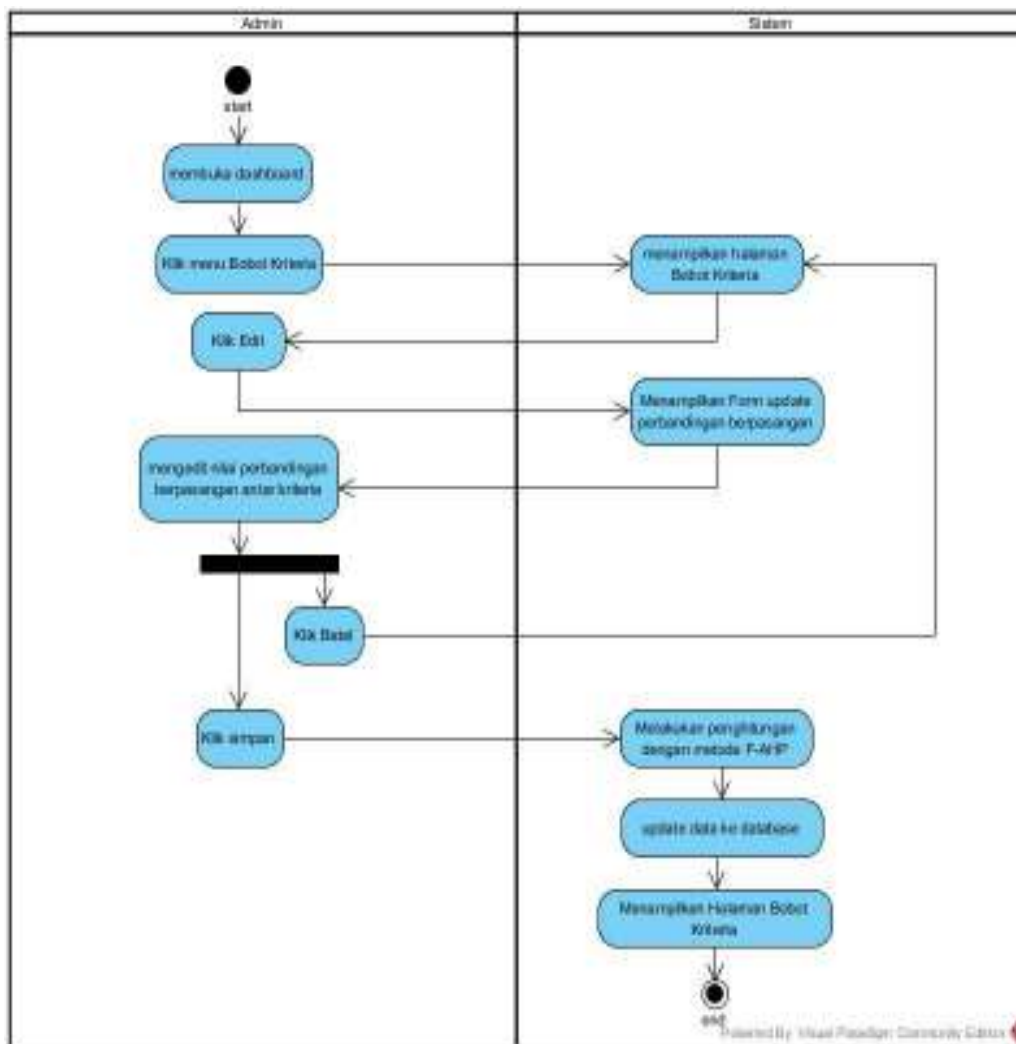 Admin
Sistem
start
membuka dashboard
Klik menu Bobot Kriteria
menampilkan halaman
Bobot Kriteria
Klik Edit
Menampilkan Form update
perbandingan berpasangan
mengedit nilai perbandingan
berpasangan antar kriteria
Klik Batal
Klik simpan
Melakukan penghitungan
dengan metode F-AHP
update data ke database
Menampilkan Halaman Bobot
Kriteria
end
Powered By Visual Paradigm Community Edition